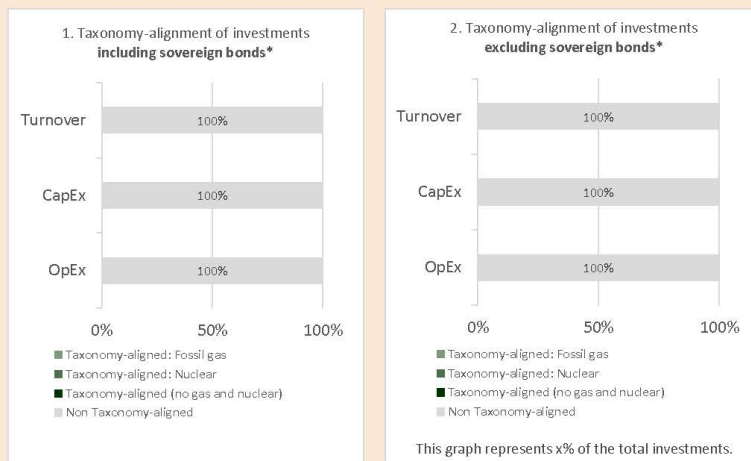 1. Taxonomy-alignment of investments
including sovereign bonds*
Turnover
100%
CapEx
100%
OpEx
100%
0%
50%
100%
Taxonomy-aligned: Fossil gas
Taxonomy-aligned: Nuclear
Taxonomy-aligned (no gas and nuclear)
Non Taxonomy-aligned
2. Taxonomy-alignment of investments
excluding sovereign bonds*
Turnover
100%
CapEx
100%
OpEx
100%
0%
50%
100%
Taxonomy-aligned: Fossil gas
Taxonomy-aligned: Nuclear
Taxonomy-aligned (no gas and nuclear)
Non Taxonomy-aligned
This graph represents x% of the total investments.